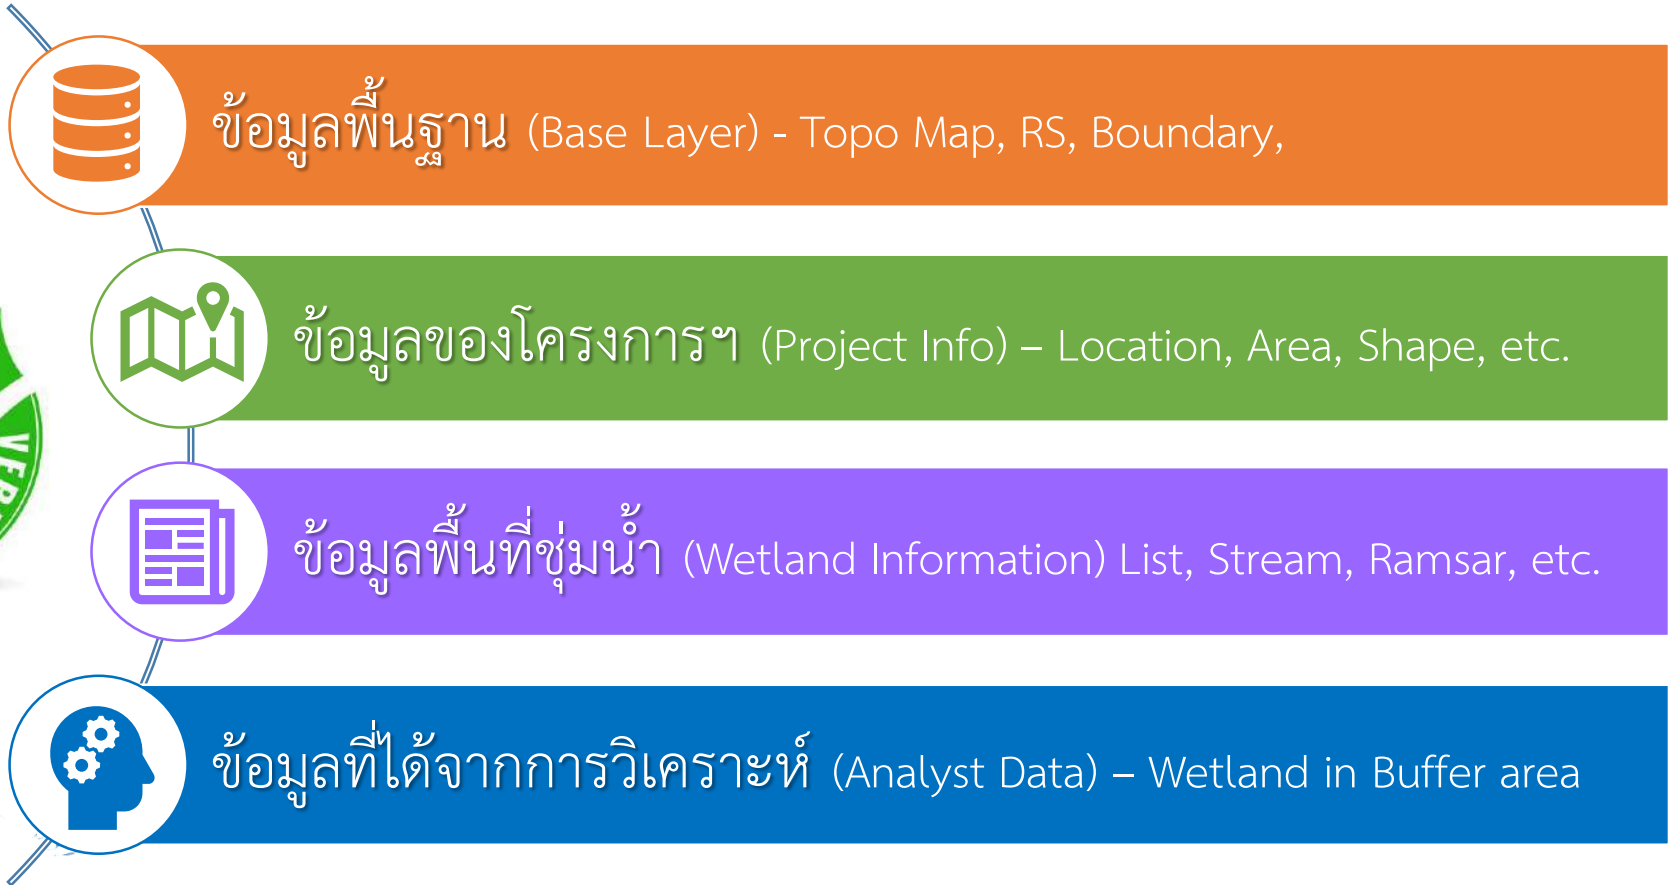 ข้อมูลพื้นฐาน (Base Layer) - Topo Map, RS, Boundary,
ข้อมูลของโครงการฯ (Project Info) – Location, Area, Shape, etc.
ข้อมูลพื้นที่ชุ่มน้ำ (Wetland Information) List, Stream, Ramsar, etc.
ข้อมูลที่ได้จากการวิเคราะห์ (Analyst Data) – Wetland in Buffer area